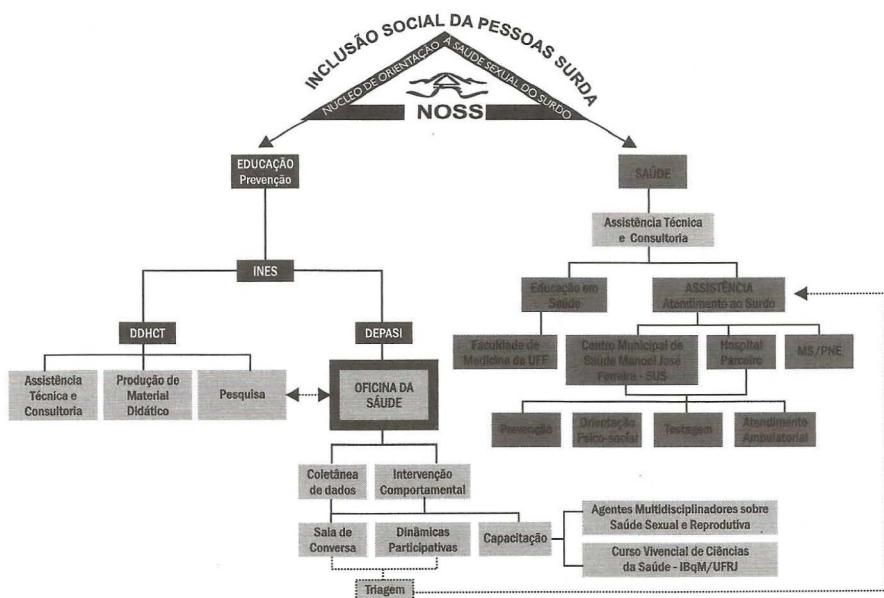 INCLUSÃO SOCIAL DA PESSOAS SURDA
NÚCLEO DE ORIENTAÇÃO À SAÚDE SEXUAL DO SURDO
NOSS
EDUCAÇÃO
Prevenção
SAÚDE
Assistência Técnica
e Consultoria
INES
Educação em
Saúde
ASSISTÊNCIA
Atendimento ao Surdo
DDHCT
DEPASI
Faculdade de
Medicina da UFF
Centro Municipal de
Saúde Manoel José
Ferreira - SUS
Hospital
Parceiro
MS/PNE
Assistência
Técnica e
Consultoria
Produção de
Material
Didático
Pesquisa
OFICINA DA
SÁUDE
Prevenção
Orientação
Psico-social
Testagem
Atendimento
Ambulatorial
Coletânea
de dados
Intervenção
Comportamental
Sala de
Conversa
Dinâmicas
Participativas
Capacitação
Agentes Multidisciplinadores sobre
Saúde Sexual e Reprodutiva
Curso Vivencial de Ciências
da Saúde - IBqM/UFRJ
Triagem